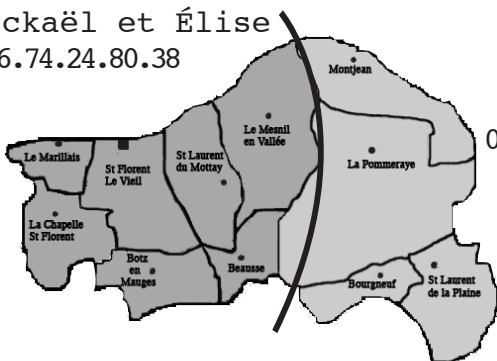 ckaël et Élise
6.74.24.80.38
Montjean
0
Le Mesnil
en Vallée
Le Marillais
St Florent
Le Vieil
St Laurent
du Mottay
La Pommeraye
La Chapelle
St Florent
Botz
en
Mauges
Beausse
Bourgneuf
St Laurent
de la Plaine